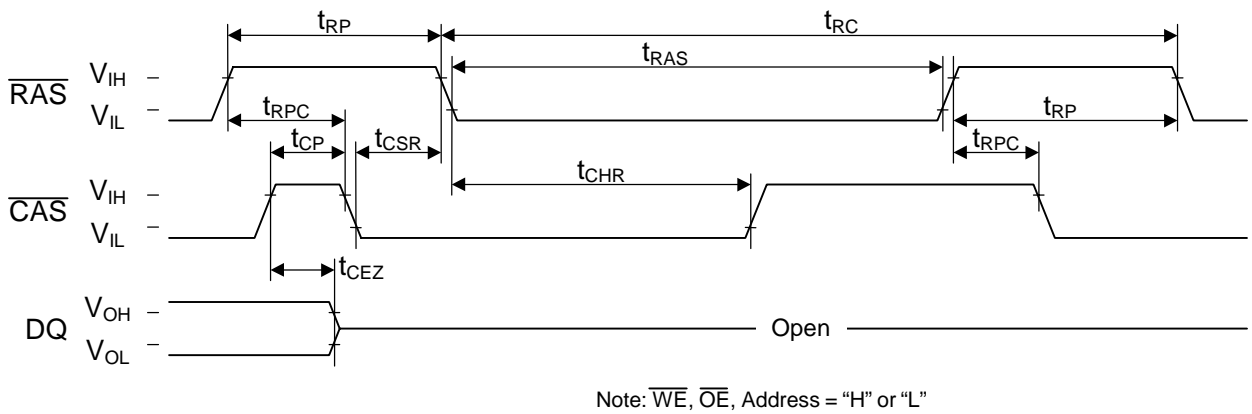 tRP
tRC
tRAS
RAS
VIH
VIL
tRPC
tRP
tCP
tCSR
tRPC
tCHR
CAS
VIH
VIL
tCEZ
DQ
VOH
VOL
Open
Note: WE, OE, Address = “H” or “L”